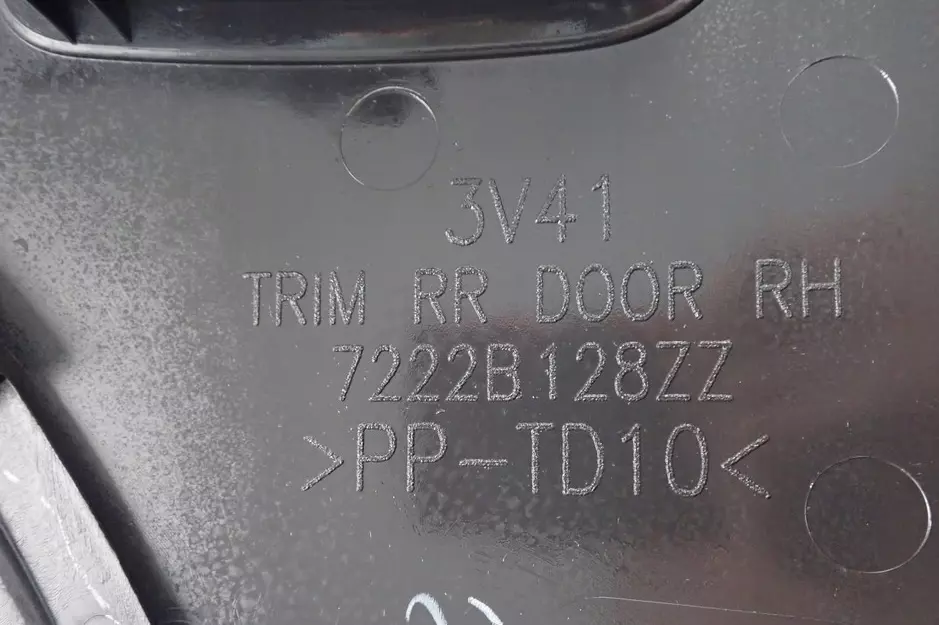 3V41
TRIM RR DOOR RH
7222B128ZZ
>PP-TD10<